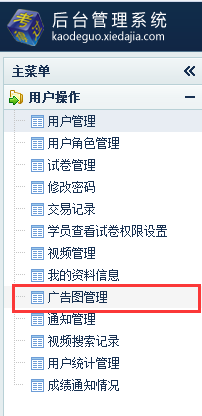 考试
后台管理系统
kaodeguo.xiedajia.com
主菜单
用户操作
用户管理
用户角色管理
试卷管理
修改密码
交易记录
学员查看试卷权限设置
视频管理
我的资料信息
广告图管理
通知管理
视频搜索记录
用户统计管理
成绩通知情况